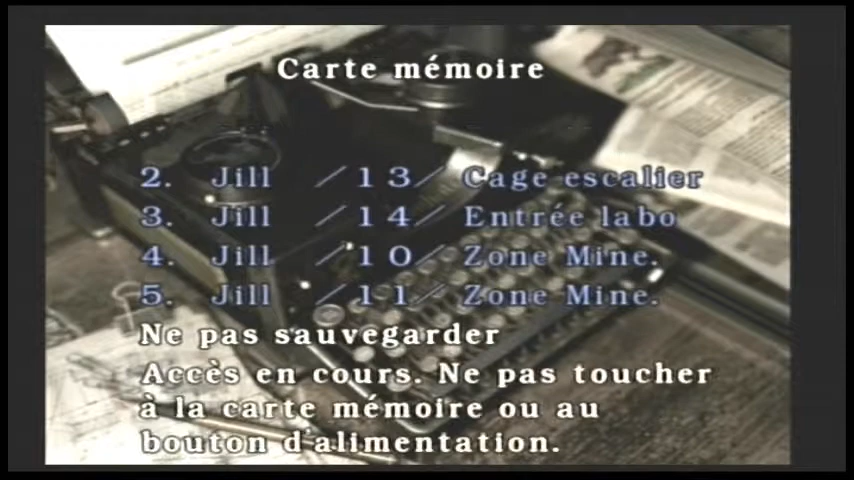 Carte mémoire
2. Jill /13/ Cage escalier
3. Jill /14/ Entrée labo
4. Jill /10/ Zone Mine.
5. Jill /11/ Zone Mine.
Ne pas sauvegarder
Accès en cours. Ne pas toucher
à la carte mémoire ou au
bouton d'alimentation.